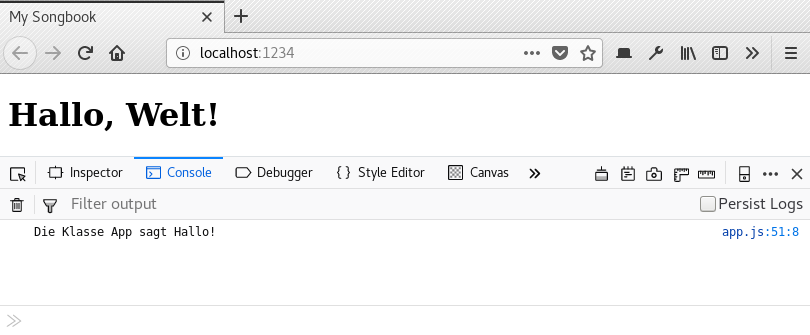 My Songbook
localhost:1234
Hallo, Welt!
Inspector Console Debugger { } Style Editor Canvas
Filter output Persist Logs
Die Klasse App sagt Hallo! app.js:51:8